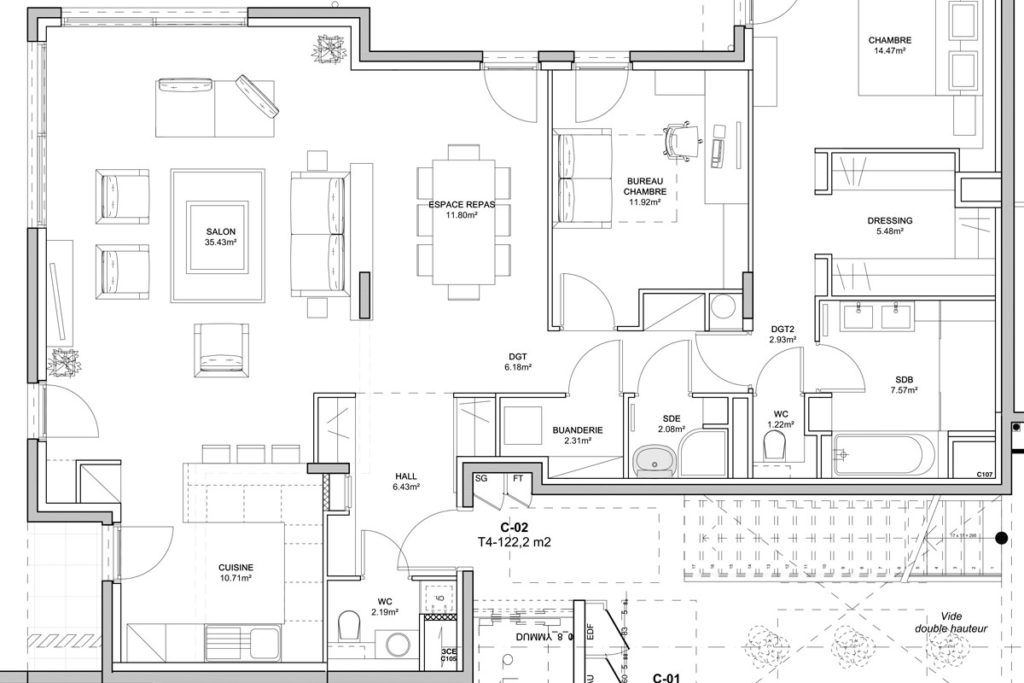 CHAMBRE
14.47m²
BUREAU
CHAMBRE
11.92m²
ESPACE REPAS
11.80m²
SALON
35.43m²
DRESSING
5.48m²
DGT2
2.93m²
DGT
6.18m²
SDB
7.57m²
WC
1.22m²
SDE
2.08m²
BUANDERIE
2.31m²
C107
HALL
6.43m²
SG
FT
C-02
T4-122,2 m2
CUISINE
10.71m²
WC
2.19m²
3CE
C105
EDF
83
5
Vide
double hauteur
C-01